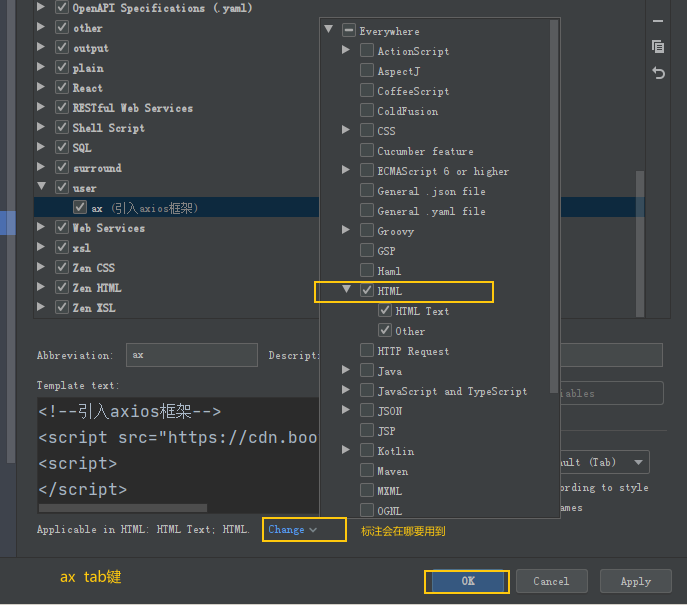 OpenAPI Specifications (.yaml)
other
output
plain
React
RESTful Web Services
Shell Script
SQL
surround
user
ax (引入axios框架)
Web Services
xsl
Zen CSS
Zen HTML
Zen XSL
Everywhere
ActionScript
AspectJ
CoffeeScript
ColdFusion
CSS
Cucumber feature
ECMAScript 6 or higher
General .json file
General .yaml file
Groovy
GSP
Haml
HTML
HTML Text
Other
HTTP Request
Java
JavaScript and TypeScript
JSON
JSP
Kotlin
Maven
MXML
OGNL
Abbreviation: ax Descript
Template text:
<!--引入axios框架-->
<script src="https://cdn.boo
<script>
</script>
iables
ult (Tab)
ording to style
ames
Applicable in HTML: HTML Text; HTML. Change
标注会在哪要用到
ax tab键
OK Cancel Apply